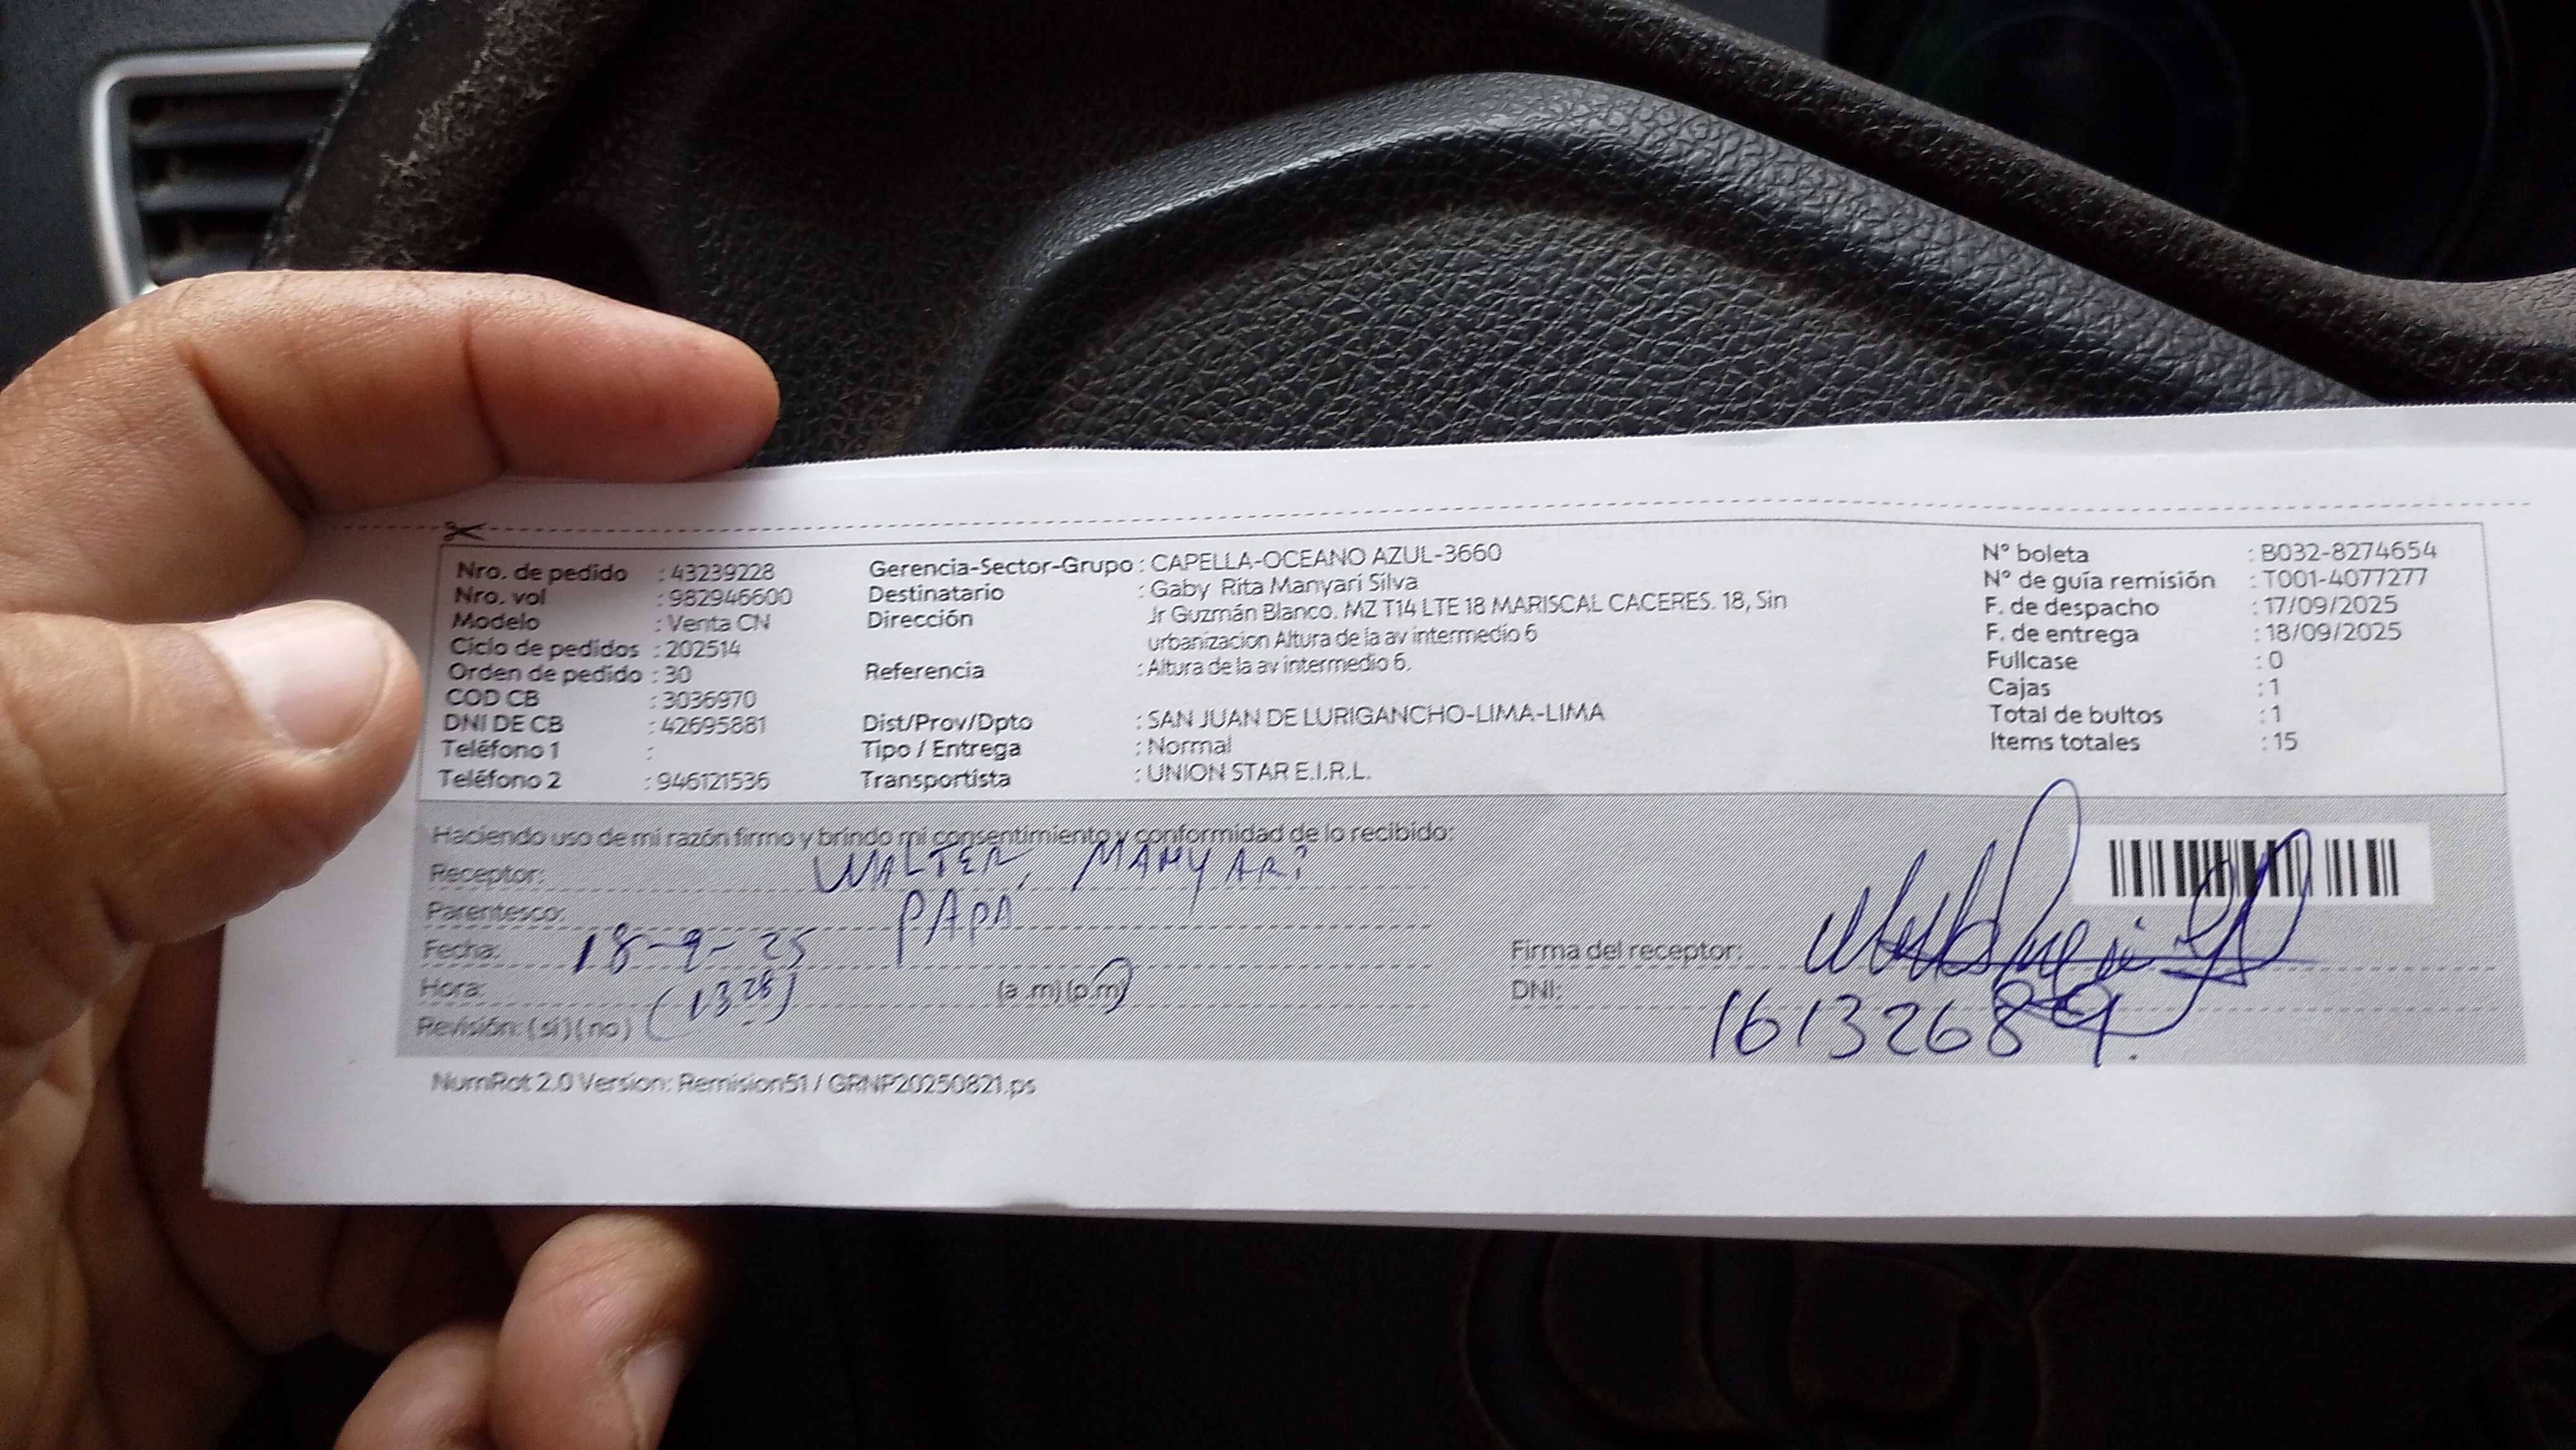 Nro. de pedido : 43239228
Nro. vol : 982946600
Modelo : Venta CN
Ciclo de pedidos : 202514
Orden de pedido : 30
COD CB : 3036970
DNI DE CB : 42695881
Teléfono 1 :
Teléfono 2 : 946121536
Gerencia-Sector-Grupo : CAPELLA-OCEANO AZUL-3660
Destinatario : Gaby Rita Manyari Silva
Dirección Jr Guzmán Blanco. MZ T14 LTE 18 MARISCAL CACERES. 18, Sin
urbanizacion Altura de la av intermedio 6
Referencia : Altura de la av intermedio 6.
Dist/Prov/Dpto : SAN JUAN DE LURIGANCHO-LIMA-LIMA
Tipo / Entrega : Normal
Transportista : UNION STAR E.I.R.L.
N° boleta : B032-8274654
N° de guía remisión : T001-4077277
F. de despacho : 17/09/2025
F. de entrega : 18/09/2025
Fullcase : 0
Cajas : 1
Total de bultos : 1
Items totales : 15
Haciendo uso de mi razón firmo y brindo mi consentimiento y conformidad de lo recibido:
Receptor: WALTER, MANYARI
Parentesco: PAPA
Fecha: 18-9-25
Hora: (13 28) (a .m)(p.m)
Revisión: (si)(no)
Firma del receptor:
DNI: 16132689.
NumRot 2.0 Version: Remision51 / GRNP20250821.ps